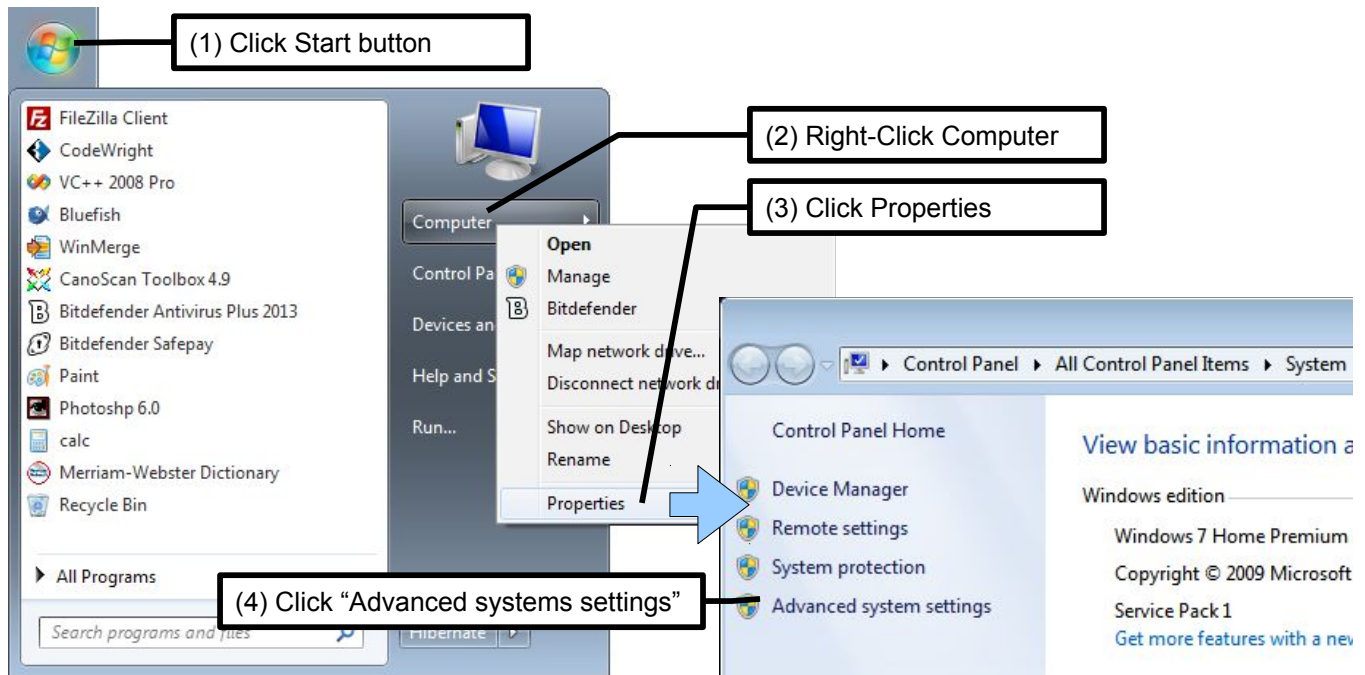 (1) Click Start button
FileZilla Client
CodeWright
VC++ 2008 Pro
Bluefish
WinMerge
CanoScan Toolbox 4.9
Bitdefender Antivirus Plus 2013
Bitdefender Safepay
Paint
Photoshp 6.0
calc
Merriam-Webster Dictionary
Recycle Bin
All Programs
Search programs and files
(2) Right-Click Computer
(3) Click Properties
Computer
Control Pa
Devices an
Help and S
Run...
Hibernate
Open
Manage
Bitdefender
Map network drive...
Disconnect network dr
Show on Desktop
Rename
Properties
(4) Click “Advanced systems settings”
Control Panel All Control Panel Items System
Control Panel Home
Device Manager
Remote settings
System protection
Advanced system settings
View basic information a
Windows edition
Windows 7 Home Premium
Copyright © 2009 Microsoft
Service Pack 1
Get more features with a new